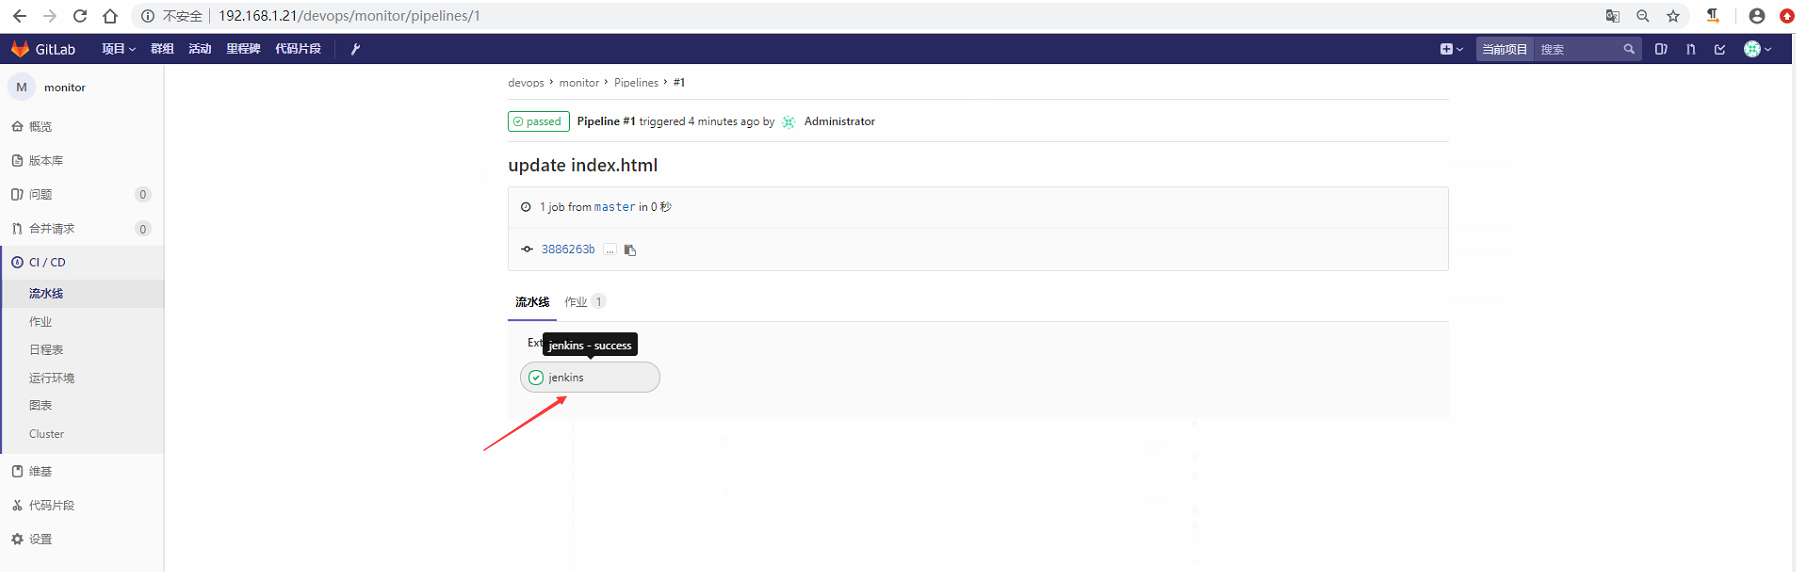 不安全 192.168.1.21/devops/monitor/pipelines/1
GitLab 项目 群组 活动 里程碑 代码片段 当前项目 搜索
M monitor
概览
版本库
问题 0
合并请求 0
CI / CD
流水线
作业
日程表
运行环境
图表
Cluster
维基
代码片段
设置
devops › monitor › Pipelines › #1
passed Pipeline #1 triggered 4 minutes ago by Administrator
update index.html
1 job from master in 0 秒
3886263b ...
流水线 作业 1
Ext
jenkins - success
jenkins